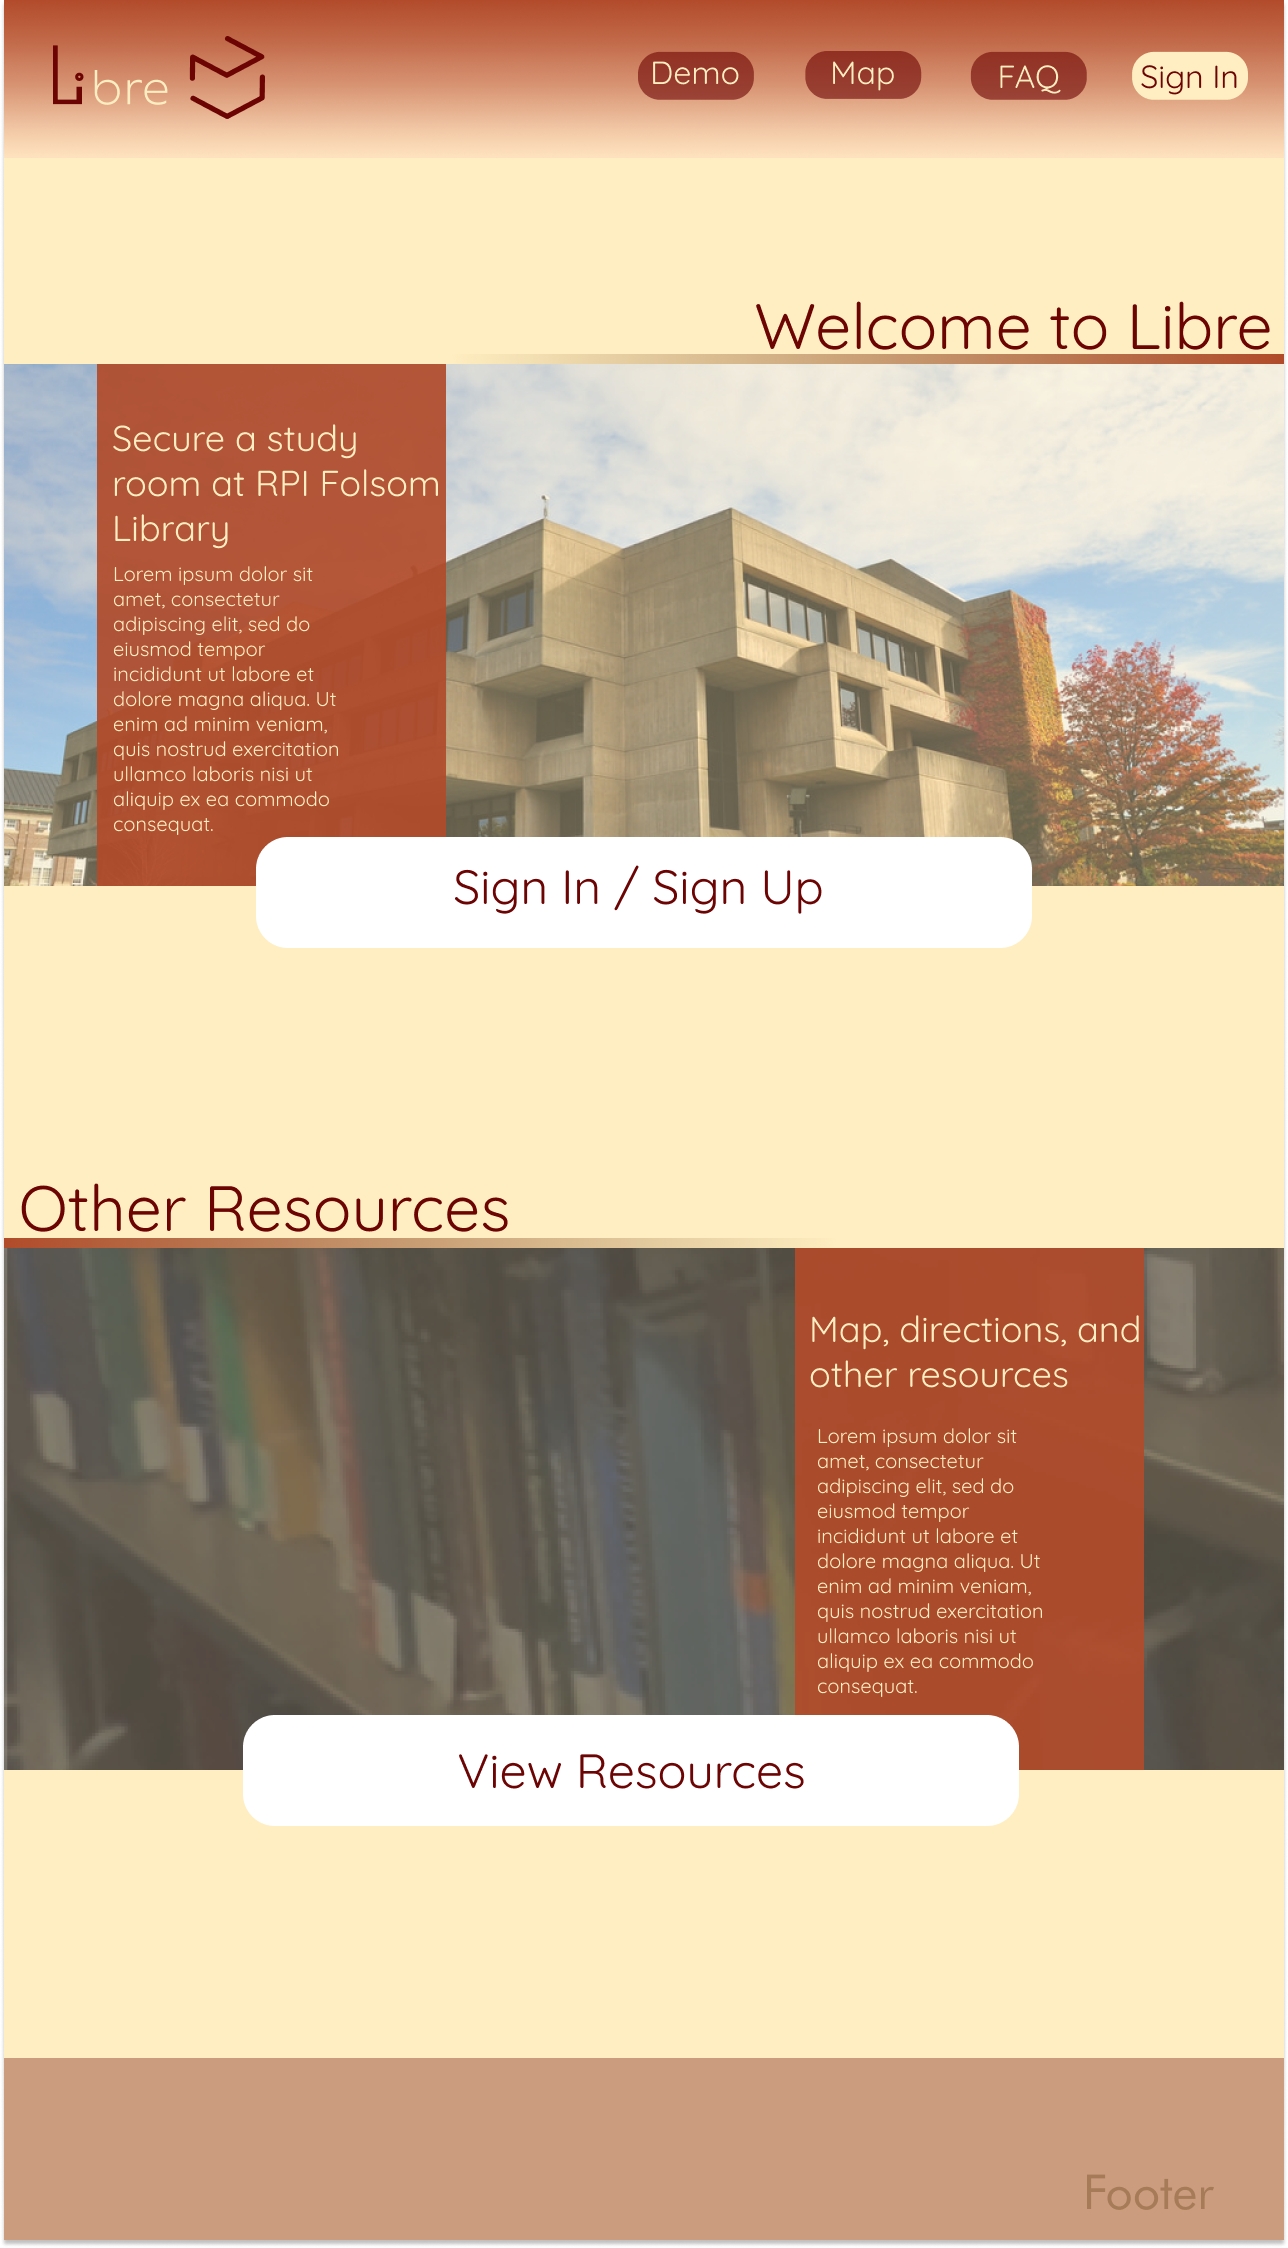 Libre
Demo
Map
FAQ
Sign In
Welcome to Libre
Secure a study
room at RPI Folsom
Library
Lorem ipsum dolor sit
amet, consectetur
adipiscing elit, sed do
eiusmod tempor
incididunt ut labore et
dolore magna aliqua. Ut
enim ad minim veniam,
quis nostrud exercitation
ullamco laboris nisi ut
aliquip ex ea commodo
consequat.
Sign In / Sign Up
Other Resources
Map, directions, and
other resources
Lorem ipsum dolor sit
amet, consectetur
adipiscing elit, sed do
eiusmod tempor
incididunt ut labore et
dolore magna aliqua. Ut
enim ad minim veniam,
quis nostrud exercitation
ullamco laboris nisi ut
aliquip ex ea commodo
consequat.
View Resources
Footer